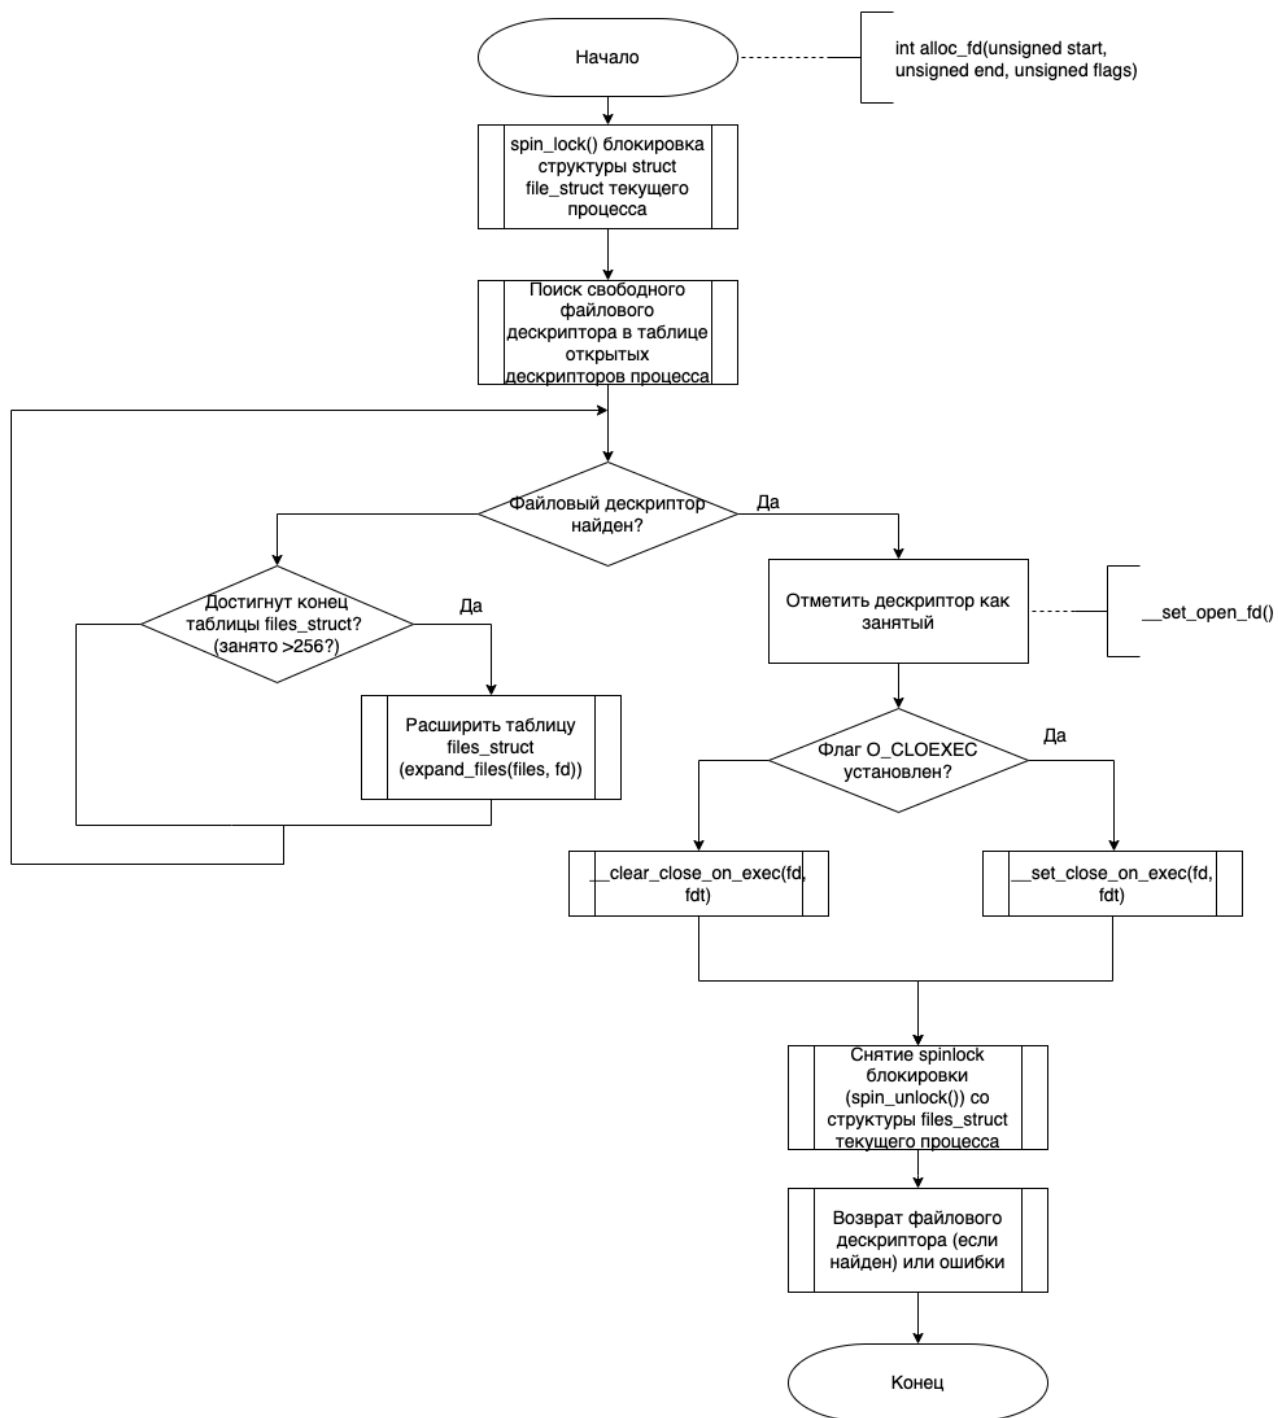 Начало
int alloc_fd(unsigned start,
unsigned end, unsigned flags)
spin_lock() блокировка
структуры struct
file_struct текущего
процесса
Поиск свободного
файлового
дескриптора в таблице
открытых
дескрипторов процесса
Файловый дескриптор
найден?
Да
Достигнут конец
таблицы files_struct?
(занято >256?)
Да
Расширить таблицу
files_struct
(expand_files(files, fd))
Отметить дескриптор как
занятый
__set_open_fd()
Флаг O_CLOEXEC
установлен?
Да
__clear_close_on_exec(fd,
fdt)
__set_close_on_exec(fd,
fdt)
Снятие spinlock
блокировки
(spin_unlock()) со
структуры files_struct
текущего процесса
Возврат файлового
дескриптора (если
найден) или ошибки
Конец